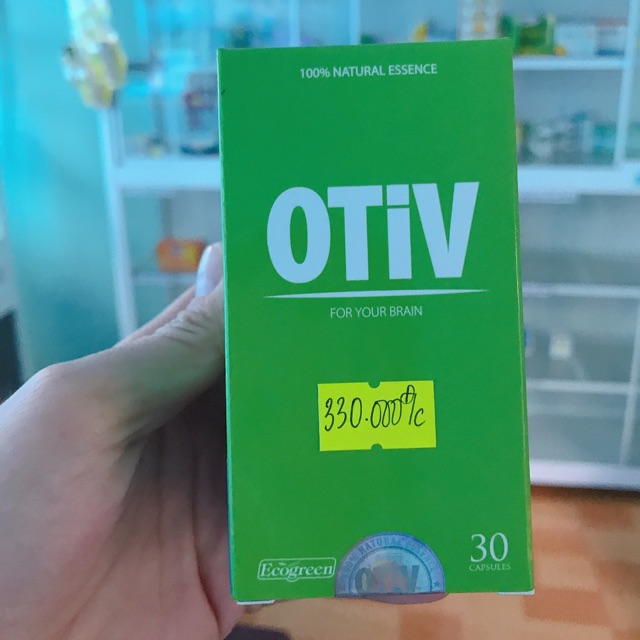 100% NATURAL ESSENCE
OTiV
FOR YOUR BRAIN
330.000đ/c
Ecogreen
OTiV
30
CAPSULES